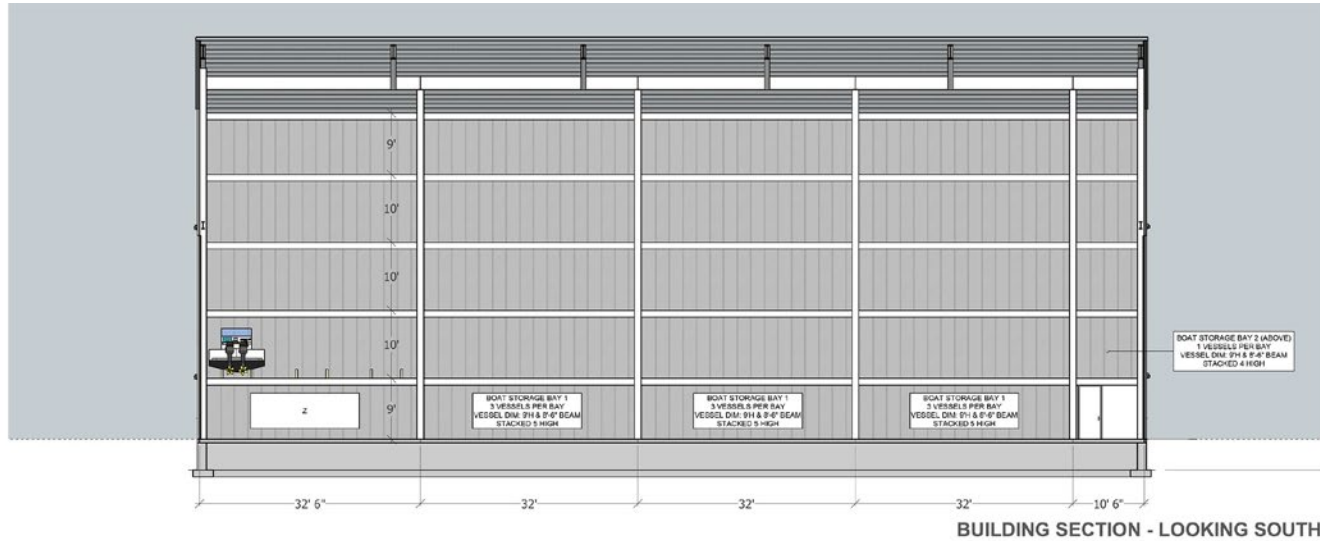 9'
10'
10'
10'
9'
BOAT STORAGE BAY 2 (ABOVE)
1 VESSELS PER BAY
VESSEL DIM: 9'H & 8'-6" BEAM
STACKED 4 HIGH
2
BOAT STORAGE BAY 1
3 VESSELS PER BAY
VESSEL DIM: 9'H & 8'-6" BEAM
STACKED 5 HIGH
BOAT STORAGE BAY 1
3 VESSELS PER BAY
VESSEL DIM: 9'H & 8'-6" BEAM
STACKED 5 HIGH
BOAT STORAGE BAY 1
3 VESSELS PER BAY
VESSEL DIM: 9'H & 8'-6" BEAM
STACKED 5 HIGH
32' 6"
32'
32'
32'
10' 6"
BUILDING SECTION - LOOKING SOUTH